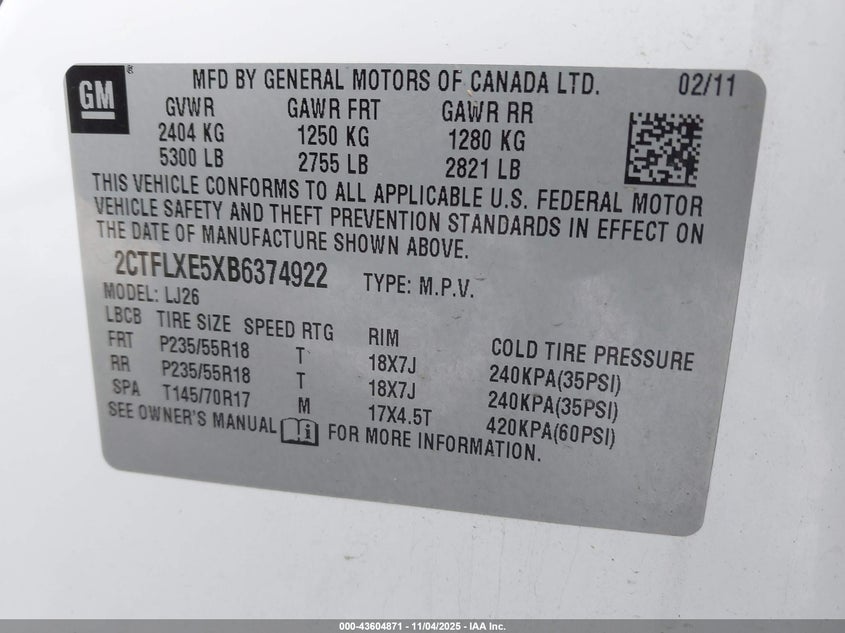 GM ®
MFD BY GENERAL MOTORS OF CANADA LTD. 02/11
GVWR GAWR FRT GAWR RR
2404 KG 1250 KG 1280 KG
5300 LB 2755 LB 2821 LB
THIS VEHICLE CONFORMS TO ALL APPLICABLE U.S. FEDERAL MOTOR
VEHICLE SAFETY AND THEFT PREVENTION STANDARDS IN EFFECT ON
THE DATE OF MANUFACTURE SHOWN ABOVE.
2CTFLXE5XB6374922 TYPE: M.P.V.
MODEL: LJ26
LBCB TIRE SIZE SPEED RTG RIM COLD TIRE PRESSURE
FRT P235/55R18 T 18X7J 240KPA(35PSI)
RR P235/55R18 T 18X7J 240KPA(35PSI)
SPA T145/70R17 M 17X4.5T 420KPA(60PSI)
SEE OWNER'S MANUAL FOR MORE INFORMATION.
000-43604871 - 11/04/2025 - IAA Inc.